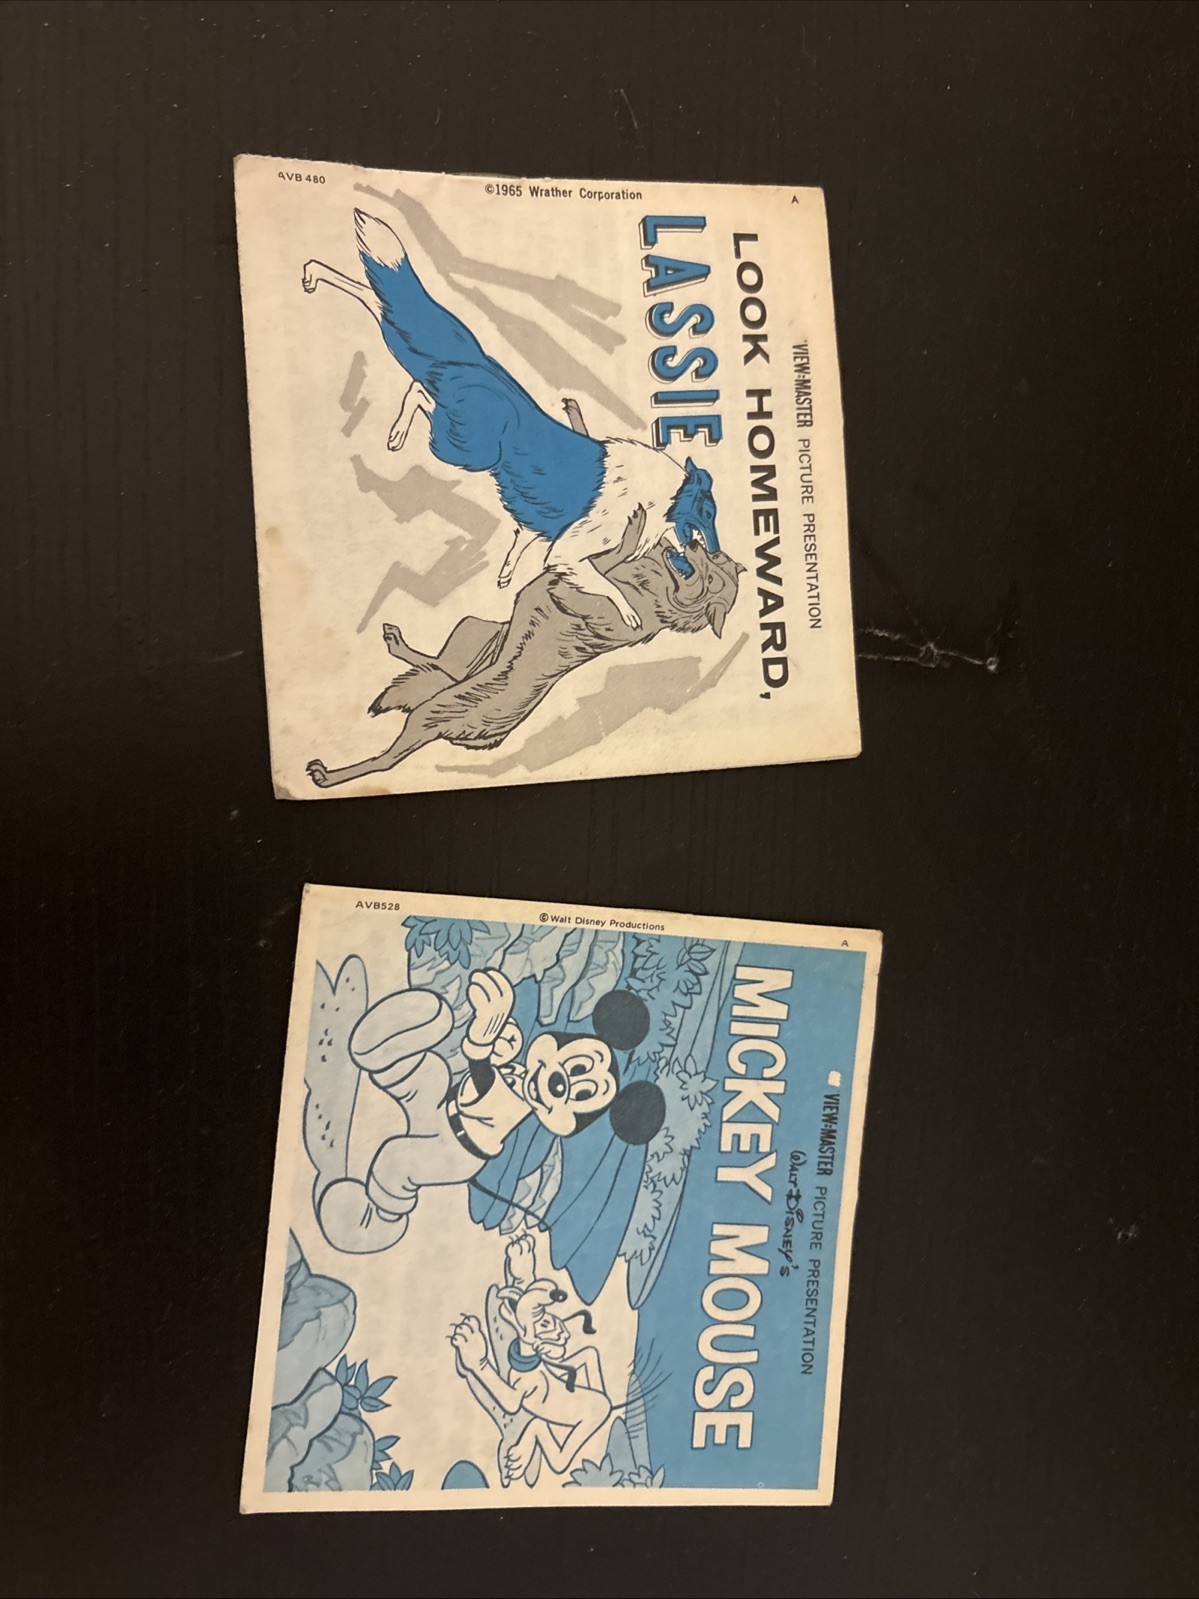 VIEW-MASTER PICTURE PRESENTATION
LOOK HOMEWARD,
LASSIE
A
©1965 Wrather Corporation
AVB 480
VIEW-MASTER PICTURE PRESENTATION
WALT DISNEY'S
MICKEY MOUSE
A
©Walt Disney Productions
AVB528